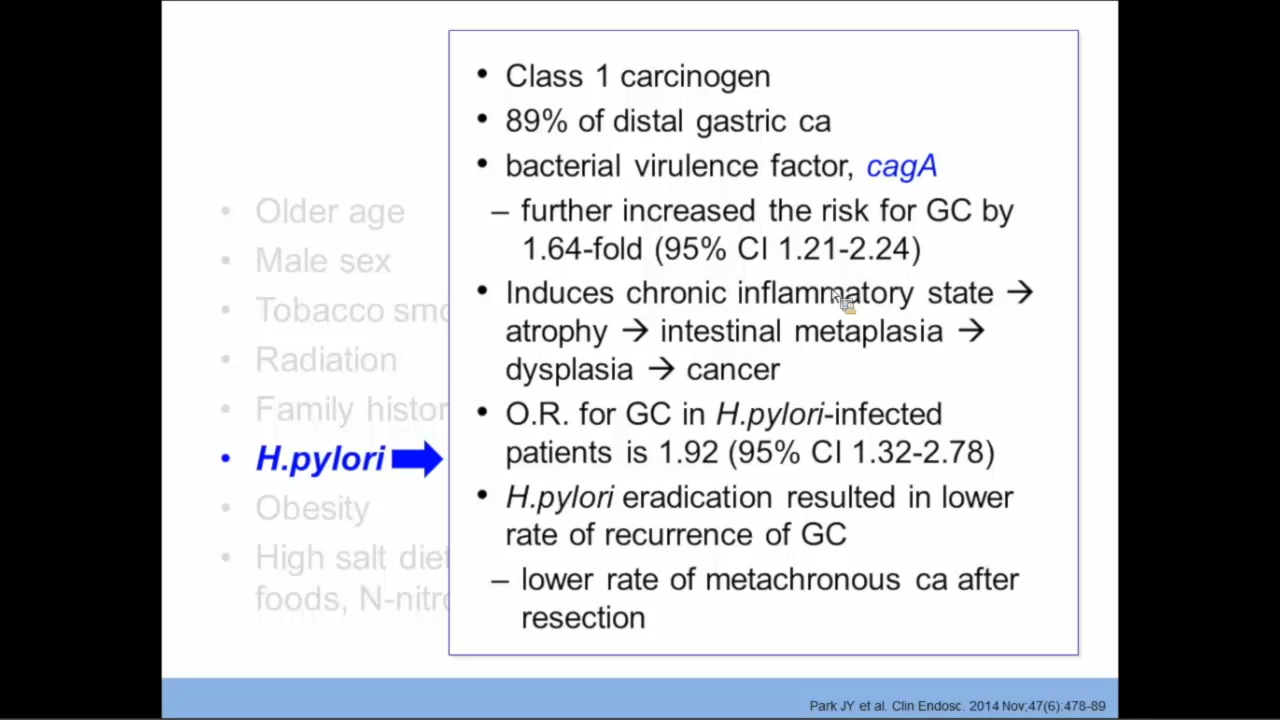 • Older age
• Male sex
• Tobacco
• Radiation
• Family
• H.pylori
• Obesity
• High salt
foods,
• Class 1 carcinogen
• 89% of distal gastric ca
• bacterial virulence factor, cagA
– further increased the risk for GC by
1.64-fold (95% CI 1.21-2.24)
• Induces chronic inflammatory state →
atrophy → intestinal metaplasia →
dysplasia → cancer
• O.R. for GC in H.pylori-infected
patients is 1.92 (95% CI 1.32-2.78)
• H.pylori eradication resulted in lower
rate of recurrence of GC
– lower rate of metachronous ca after
resection
Park JY et al. Clin Endosc. 2014 Nov;47(6):478-89